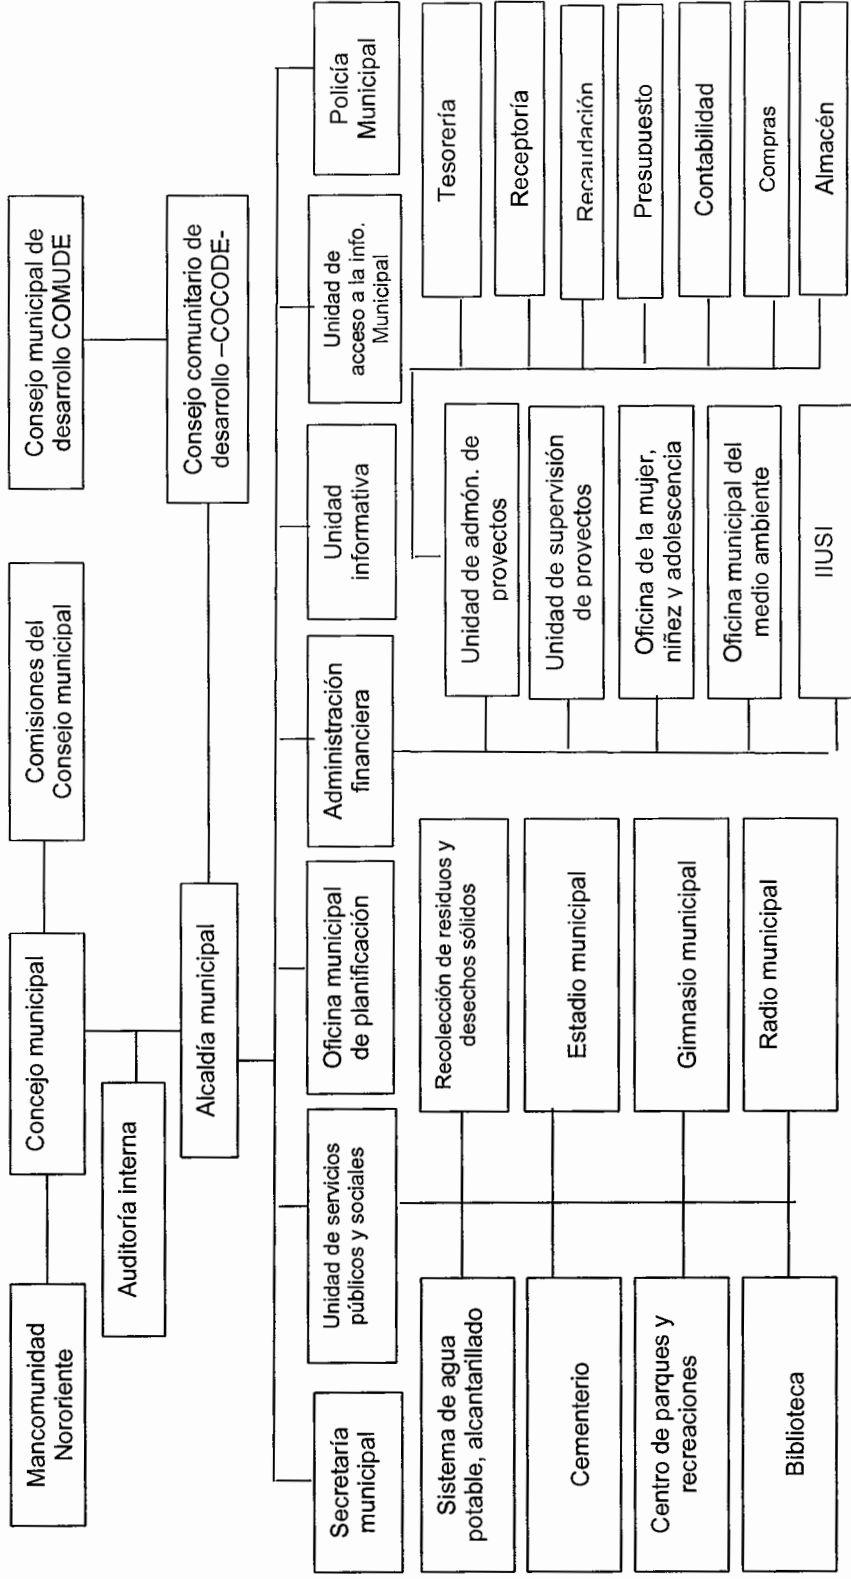 Mancomunidad
Nororiente
Concejo municipal
Comisiones del
Consejo municipal
Consejo municipal de
desarrollo COMUDE
Auditoría interna
Alcaldía municipal
Consejo comunitario de
desarrollo –COCODE-
Secretaría
municipal
Unidad de servicios
públicos y sociales
Oficina municipal
de planificación
Administración
financiera
Unidad
informativa
Unidad de
acceso a la info.
Municipal
Policía
Municipal
Sistema de agua
potable, alcantarillado
Cementerio
Centro de parques y
recreaciones
Biblioteca
Recolección de residuos y
desechos sólidos
Estadio municipal
Gimnasio municipal
Radio municipal
Unidad de admón. de
proyectos
Unidad de supervisión
de proyectos
Oficina de la mujer,
niñez y adolescencia
Oficina municipal del
medio ambiente
IIUSI
Tesorería
Receptoría
Recaudación
Presupuesto
Contabilidad
Compras
Almacén